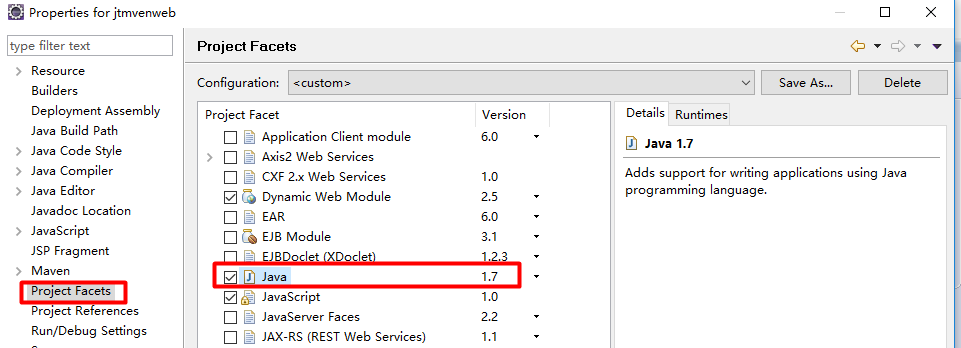 Properties for jtmvenweb
type filter text
Resource
Builders
Deployment Assembly
Java Build Path
Java Code Style
Java Compiler
Java Editor
Javadoc Location
JavaScript
JSP Fragment
Maven
Project Facets
Project References
Run/Debug Settings
Project Facets
Configuration: <custom> Save As... Delete
Project Facet Version
Application Client module 6.0
Axis2 Web Services
CXF 2.x Web Services 1.0
Dynamic Web Module 2.5
EAR 6.0
EJB Module 3.1
EJBDoclet (XDoclet) 1.2.3
Java 1.7
JavaScript 1.0
JavaServer Faces 2.2
JAX-RS (REST Web Services) 1.1
Details Runtimes
Java 1.7
Adds support for writing applications using Java
programming language.